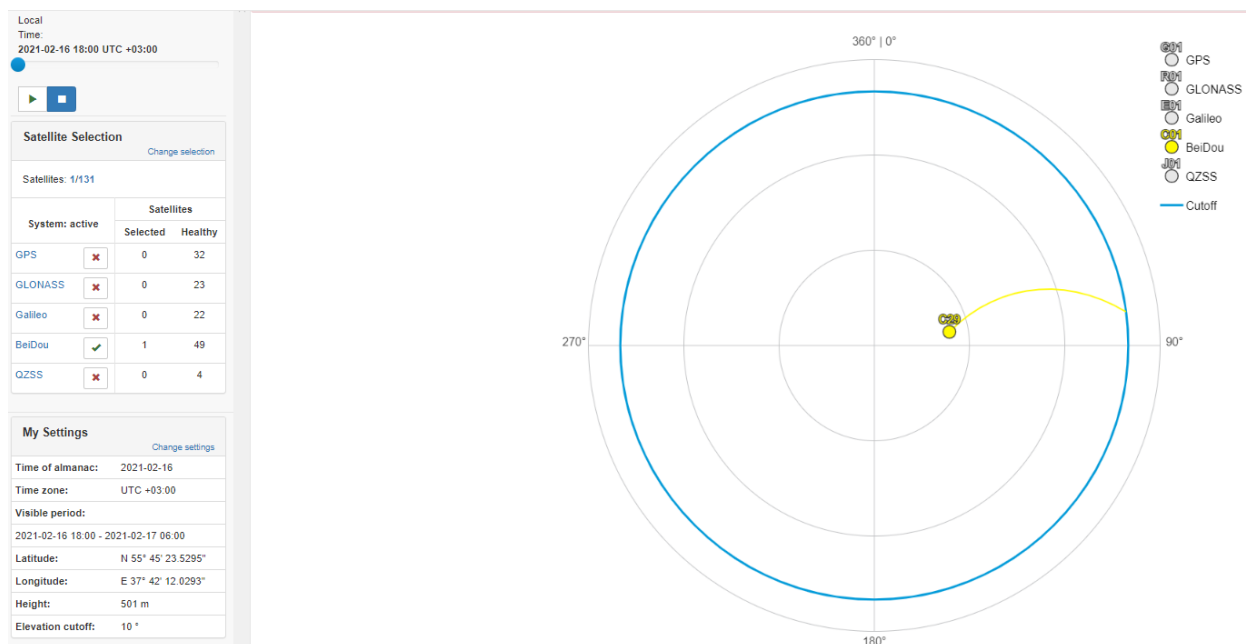 Local
Time:
2021-02-16 18:00 UTC +03:00
Satellite Selection
Change selection
Satellites: 1/131
System: active
Satellites
Selected Healthy
GPS 0 32
GLONASS 0 23
Galileo 0 22
BeiDou 1 49
QZSS 0 4
My Settings
Change settings
Time of almanac: 2021-02-16
Time zone: UTC +03:00
Visible period:
2021-02-16 18:00 - 2021-02-17 06:00
Latitude: N 55° 45' 23.5295"
Longitude: E 37° 42' 12.0293"
Height: 501 m
Elevation cutoff: 10 °
360° | 0°
270°
90°
180°
C29
G01
GPS
R01
GLONASS
E01
Galileo
C01
BeiDou
J01
QZSS
Cutoff